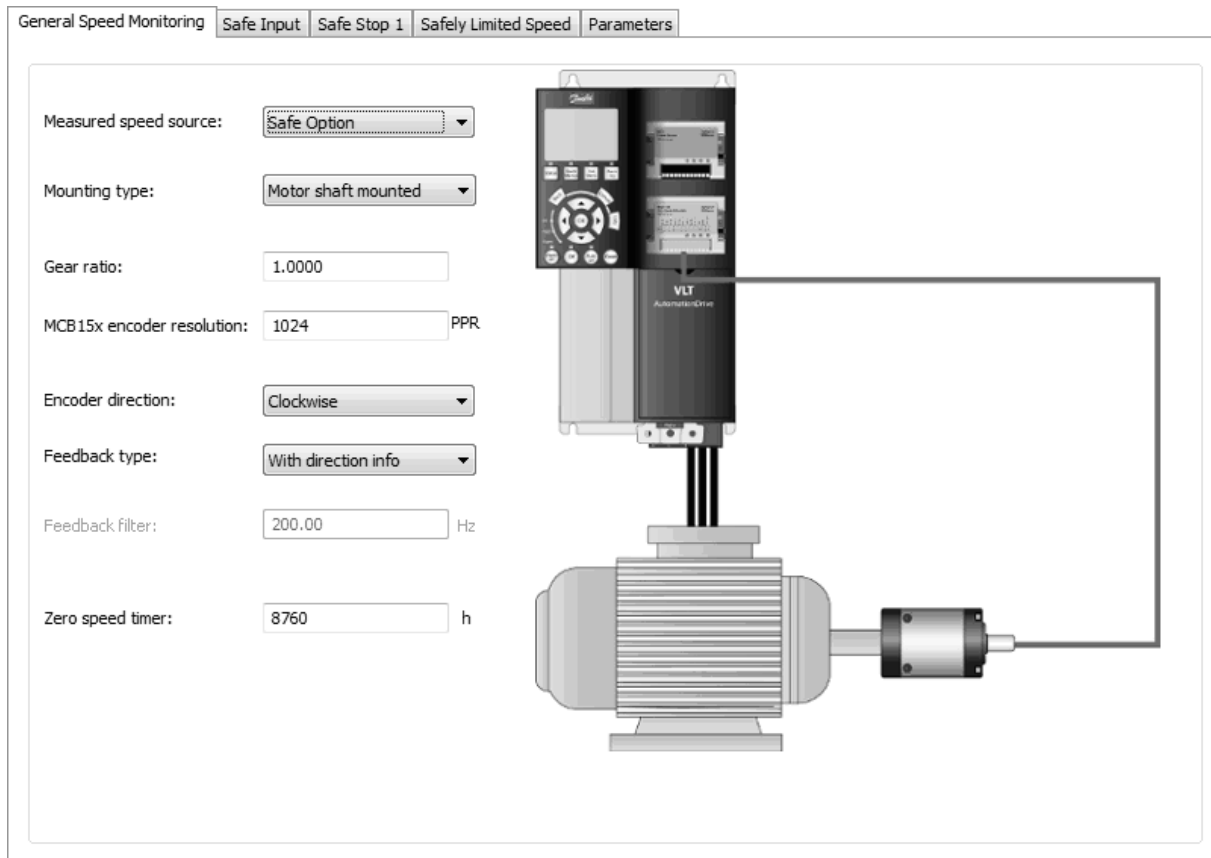 General Speed Monitoring Safe Input Safe Stop 1 Safely Limited Speed Parameters
Measured speed source: Safe Option
Mounting type: Motor shaft mounted
Gear ratio: 1.0000
MCB15x encoder resolution: 1024 PPR
Encoder direction: Clockwise
Feedback type: With direction info
Feedback filter: 200.00 Hz
Zero speed timer: 8760 h
Danfoss
VLT
AutomationDrive